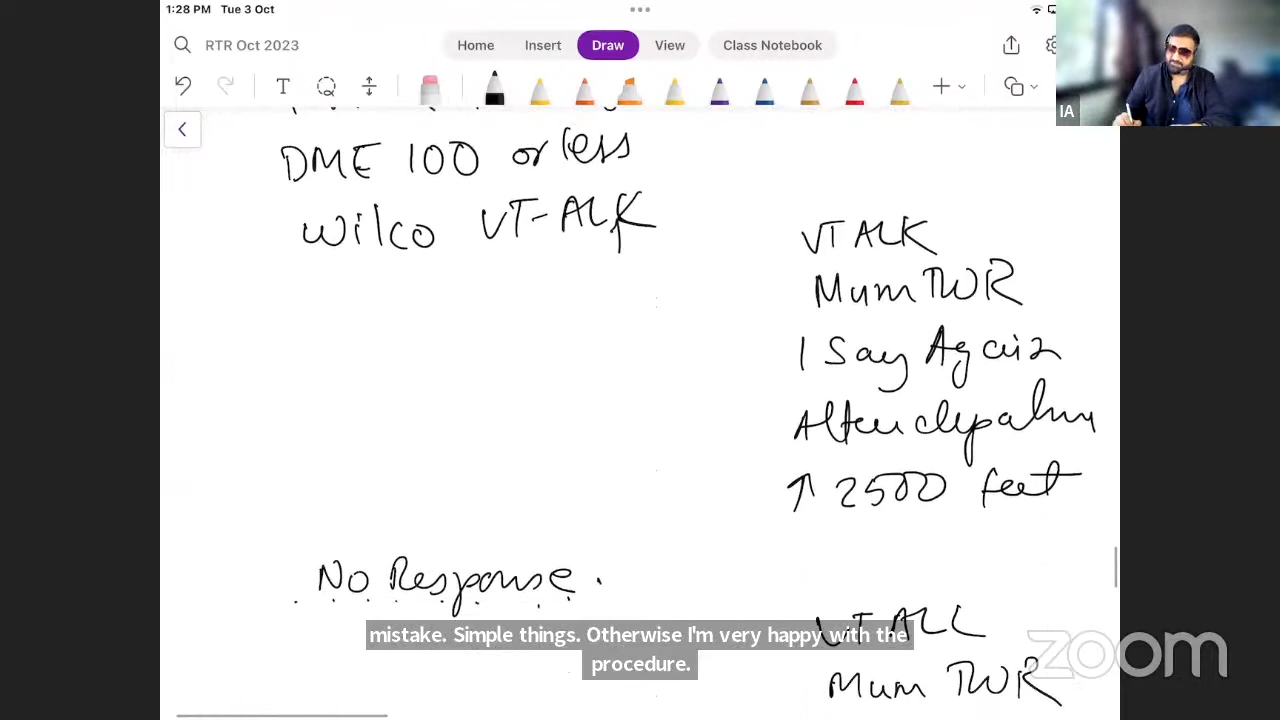 1:28 PM Tue 3 Oct
RTR Oct 2023
Home Insert Draw View Class Notebook
IA
DME 100 or less
Wilco VT-ALK
VT ALK
Mum TWR
I Say Again
After
↑ 2500 feet
No Response.
VT ALL
Mum TWR
mistake. Simple things. Otherwise I'm very happy with the
procedure.
zoom